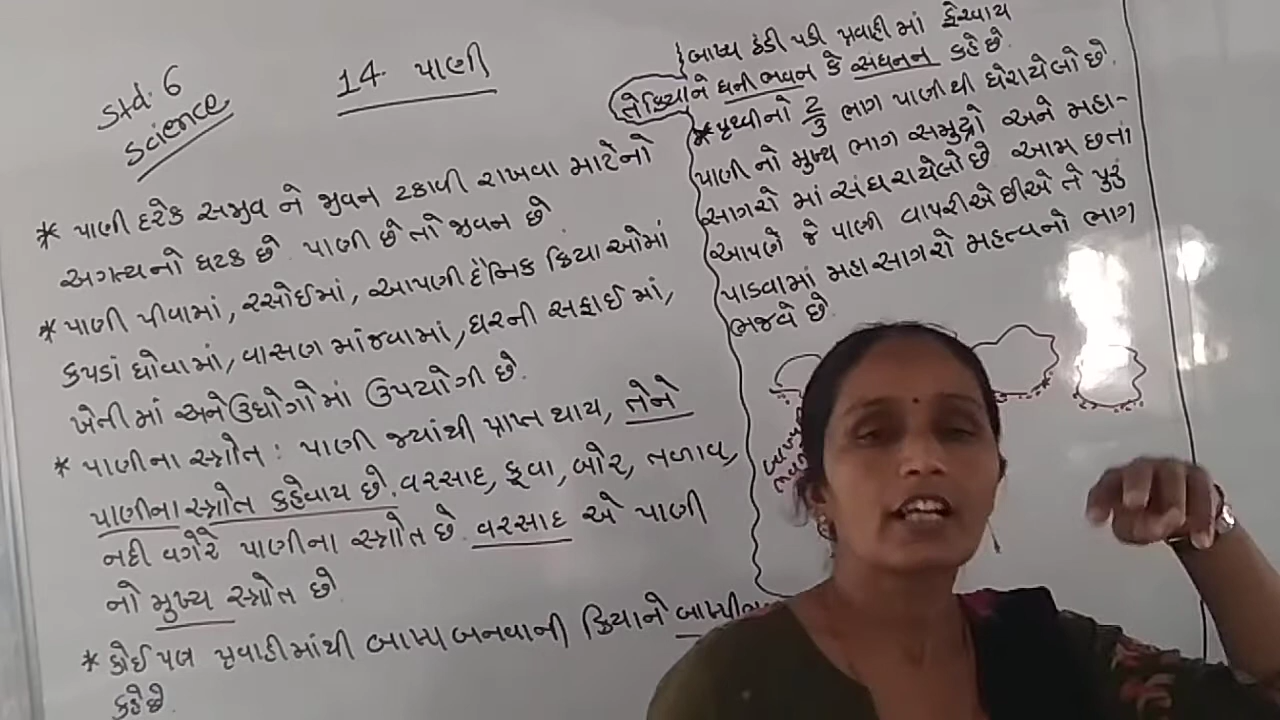 Std. 6
Science
14. પાણી
* પાણી દરેક સજીવ ને જીવન ટકાવી રાખવા માટેનો
અગત્યનો ઘટક છે. પાણી છે તો જીવન છે
* પાણી પીવામાં, રસોઈમાં, આપણી દૈનિક ક્રિયાઓમાં
કપડાં ધોવામાં, વાસણ માંજવામાં, ઘરની સફાઈ માં,
ખેતીમાં અને ઉદ્યોગોમાં ઉપયોગી છે.
* પાણીના સ્ત્રોત : પાણી જ્યાંથી પ્રાપ્ત થાય, તેને
પાણીના સ્ત્રોત કહેવાય છે. વરસાદ, કૂવા, બોર, તળાવ,
નદી વગેરે પાણીના સ્ત્રોત છે. વરસાદ એ પાણી
નો મુખ્ય સ્ત્રોત છે
* કોઈ પણ પ્રવાહીમાંથી બાષ્પ બનવાની ક્રિયાને
કહે છે.
બાષ્પ ઠંડી પડી પ્રવાહી માં ફેરવાય
તે ક્રિયાને ઘનીભવન કે સંઘનન કહે છે.
* પૃથ્વીનો 2/3 ભાગ પાણીથી ઘેરાયેલો છે.
પાણી નો મુખ્ય ભાગ સમુદ્રો અને મહા-
સાગરો માં સંઘરાયેલો છે. આમ છતાં
આપણે જે પાણી વાપરીએ છીએ તે પુરું
પાડવામાં મહાસાગરો મહત્વનો ભાગ
ભજવે છે.